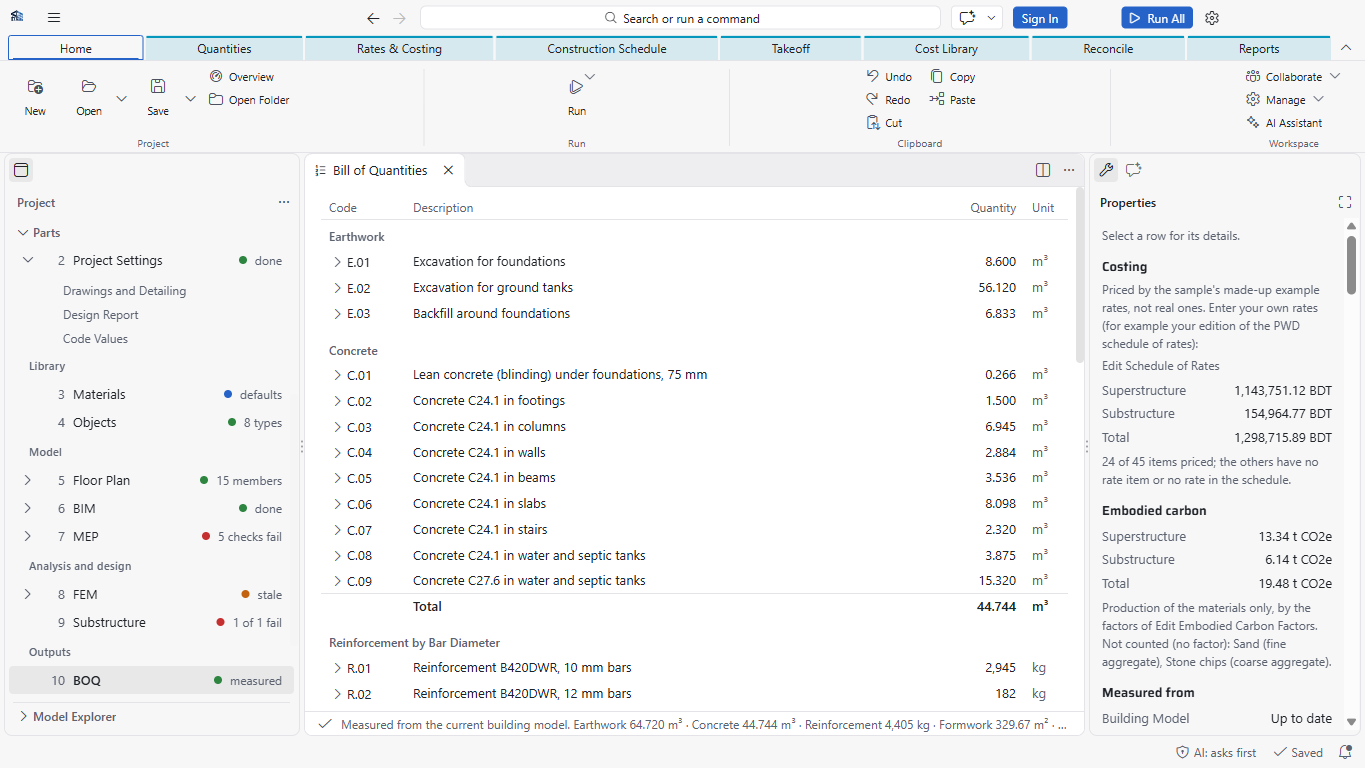 Search or run a command
Sign In
Run All
Home
Quantities
Rates & Costing
Construction Schedule
Takeoff
Cost Library
Reconcile
Reports
New
Open
Save
Overview
Open Folder
Project
Run
Run
Undo
Redo
Cut
Copy
Paste
Clipboard
Collaborate
Manage
AI Assistant
Workspace
Project
Parts
2 Project Settings done
Drawings and Detailing
Design Report
Code Values
Library
3 Materials defaults
4 Objects 8 types
Model
5 Floor Plan 15 members
6 BIM done
7 MEP 5 checks fail
Analysis and design
8 FEM stale
9 Substructure 1 of 1 fail
Outputs
10 BOQ measured
Model Explorer
Bill of Quantities
Code Description Quantity Unit
Earthwork
E.01 Excavation for foundations 8.600 m³
E.02 Excavation for ground tanks 56.120 m³
E.03 Backfill around foundations 6.833 m³
Concrete
C.01 Lean concrete (blinding) under foundations, 75 mm 0.266 m³
C.02 Concrete C24.1 in footings 1.500 m³
C.03 Concrete C24.1 in columns 6.945 m³
C.04 Concrete C24.1 in walls 2.884 m³
C.05 Concrete C24.1 in beams 3.536 m³
C.06 Concrete C24.1 in slabs 8.098 m³
C.07 Concrete C24.1 in stairs 2.320 m³
C.08 Concrete C24.1 in water and septic tanks 3.875 m³
C.09 Concrete C27.6 in water and septic tanks 15.320 m³
Total 44.744 m³
Reinforcement by Bar Diameter
R.01 Reinforcement B420DWR, 10 mm bars 2,945 kg
R.02 Reinforcement B420DWR, 12 mm bars 182 kg
Measured from the current building model. Earthwork 64.720 m³ · Concrete 44.744 m³ · Reinforcement 4,405 kg · Formwork 329.67 m² · ...
Properties
Select a row for its details.
Costing
Priced by the sample's made-up example
rates, not real ones. Enter your own rates
(for example your edition of the PWD
schedule of rates):
Edit Schedule of Rates
Superstructure 1,143,751.12 BDT
Substructure 154,964.77 BDT
Total 1,298,715.89 BDT
24 of 45 items priced; the others have no
rate item or no rate in the schedule.
Embodied carbon
Superstructure 13.34 t CO2e
Substructure 6.14 t CO2e
Total 19.48 t CO2e
Production of the materials only, by the
factors of Edit Embodied Carbon Factors.
Not counted (no factor): Sand (fine
aggregate), Stone chips (coarse aggregate).
Measured from
Building Model Up to date
AI: asks first
Saved